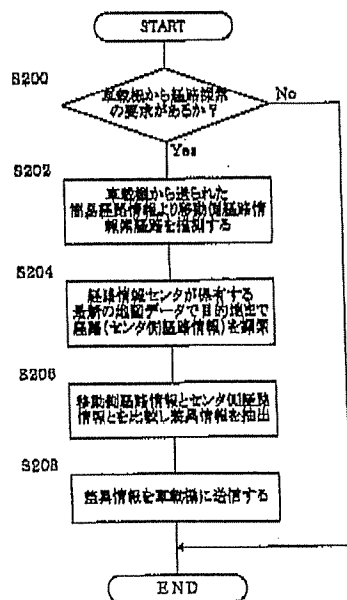 START
S200
車載機から経路探索
の要求があるか?
No
Yes
S202
車載機から送られた
簡易経路情報より移動側経路情
報探経路を推測する
S204
経路情報センタが保有する
最新の地図データで目的地まで
経路(センタ側経路情報)を探索
S206
移動側経路情報とセンタ側経路
情報とを比較し差異情報を抽出
S208
差異情報を車載機に送信する
END